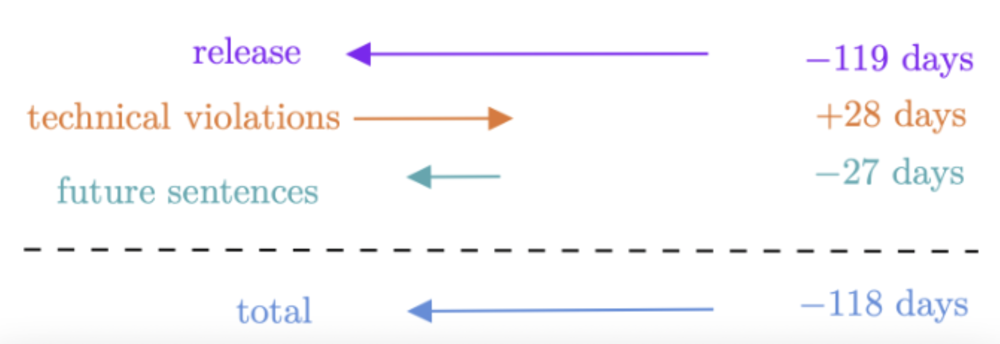 release −119 days
technical violations +28 days
future sentences −27 days
total −118 days